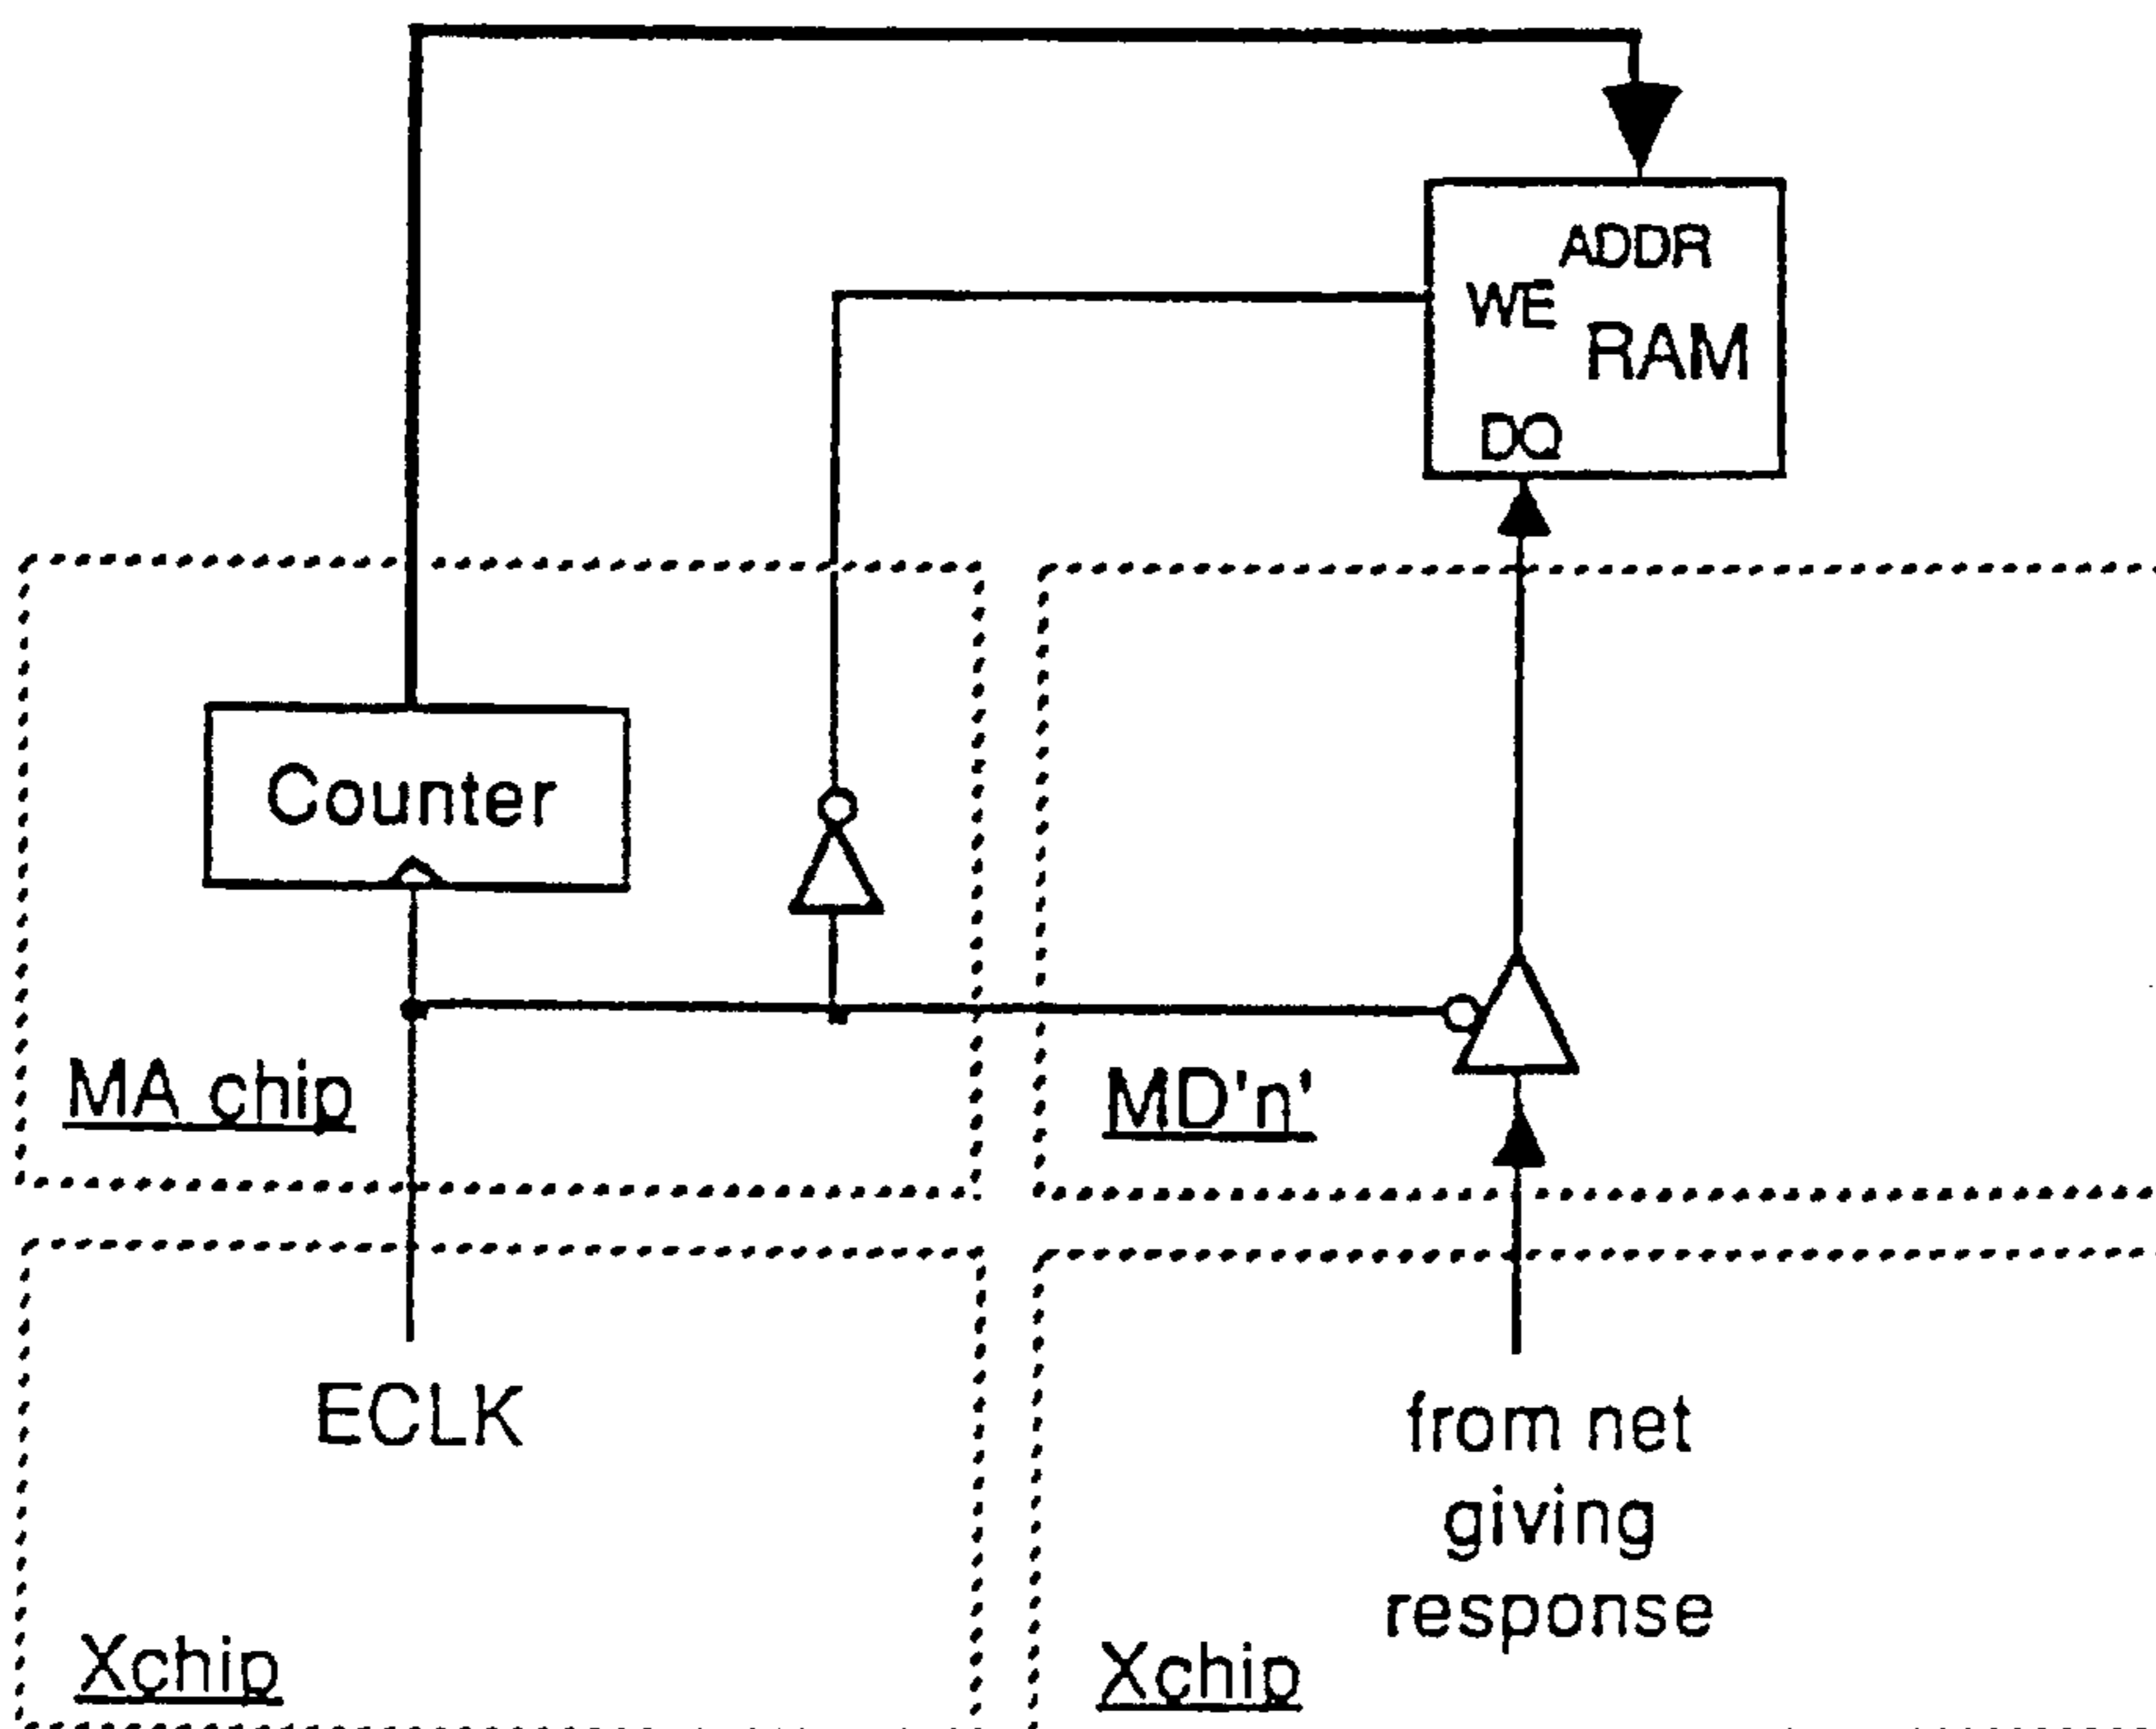 ADDR
WE
RAM
DQ
Counter
MA chip
MD'n'
ECLK
from net
giving
response
Xchip
Xchip